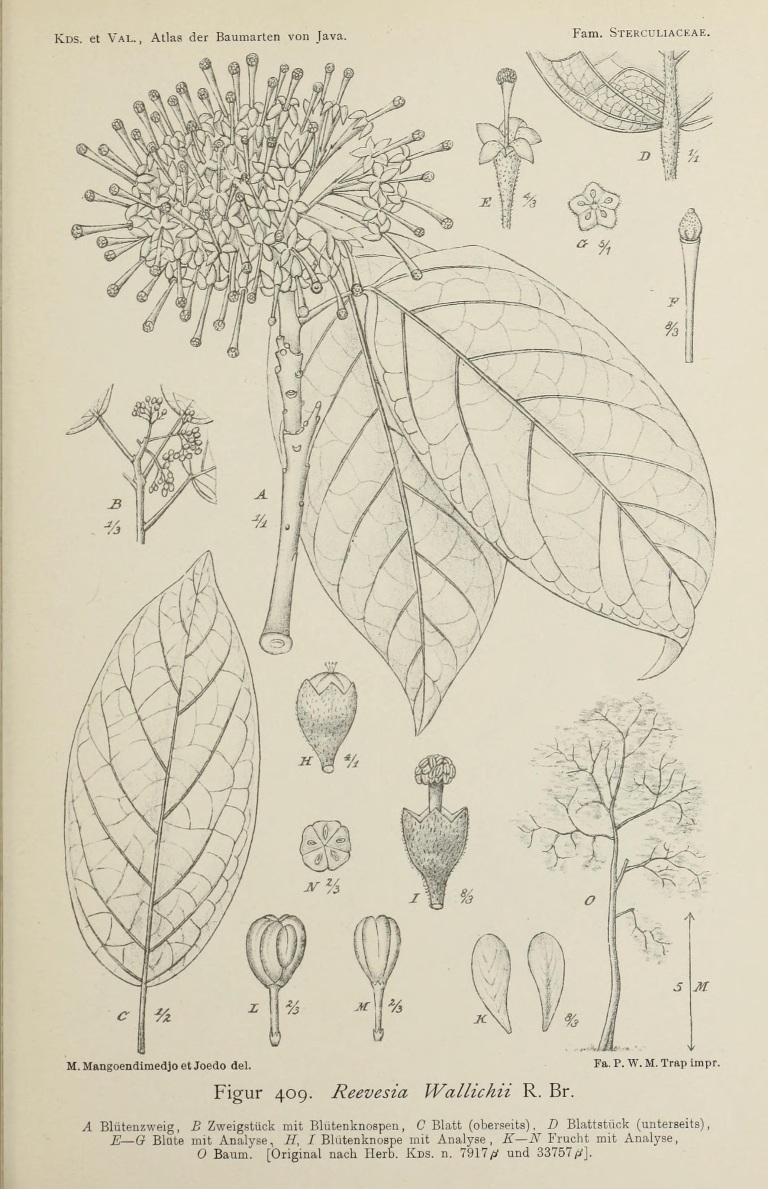 KDS. et VAL., Atlas der Baumarten von Java.
Fam. STERCULIACEAE.
D 1/1
E 4/3
G 5/1
F 8/3
B 1/3
A 1/1
H 4/1
N 2/3
I 8/3
O
5 M
C 1/2
L 2/3
M 2/3
K 8/3
M. Mangoendimedjo et Joedo del.
Fa. P. W. M. Trap impr.
Figur 409. Reevesia Wallichii R. Br.
A Blütenzweig, B Zweigstück mit Blütenknospen, C Blatt (oberseits), D Blattstück (unterseits),
E—G Blüte mit Analyse, H, I Blütenknospe mit Analyse, K—N Frucht mit Analyse,
O Baum. [Original nach Herb. KDS. n. 7917β und 33757β].